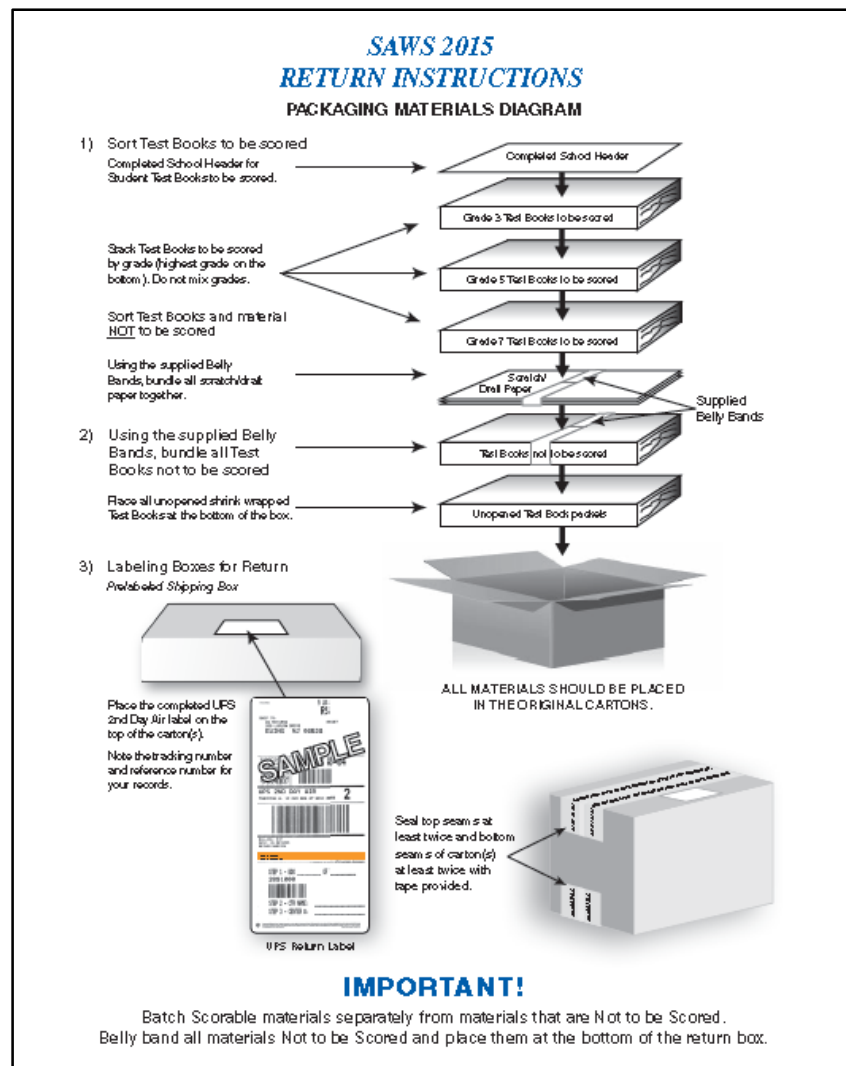 SAWS 2015
RETURN INSTRUCTIONS
PACKAGING MATERIALS DIAGRAM
1) Sort Test Books to be scored
Completed School Header for
Student Test Books to be scored.
Completed School Header
Grade 3 Test Books to be scored
Stack Test Books to be scored
by grade (highest grade on the
bottom). Do not mix grades.
Grade 5 Test Books to be scored
Sort Test Books and material
NOT to be scored
Grade 7 Test Books to be scored
Using the supplied Belly
Bands, bundle all scratch/draft
paper together.
Scratch/
Draft Paper
Supplied
Belly Bands
2) Using the supplied Belly
Bands, bundle all Test
Books not to be scored
Test Books not to be scored
Place all unopened shrink wrapped
Test Books at the bottom of the box.
Unopened Test Book packets
3) Labeling Boxes for Return
Prelabeled Shipping Box
ALL MATERIALS SHOULD BE PLACED
IN THE ORIGINAL CARTONS.
Place the completed UPS
2nd Day Air label on the
top of the carton(s).
Note the tracking number
and reference number for
your records.
SAMPLE
UPS 2ND DAY AIR
2
UPS Return Label
Seal top seams at
least twice and bottom
seams of carton(s)
at least twice with
tape provided.
IMPORTANT!
Batch Scorable materials separately from materials that are Not to be Scored.
Belly band all materials Not to be Scored and place them at the bottom of the return box.